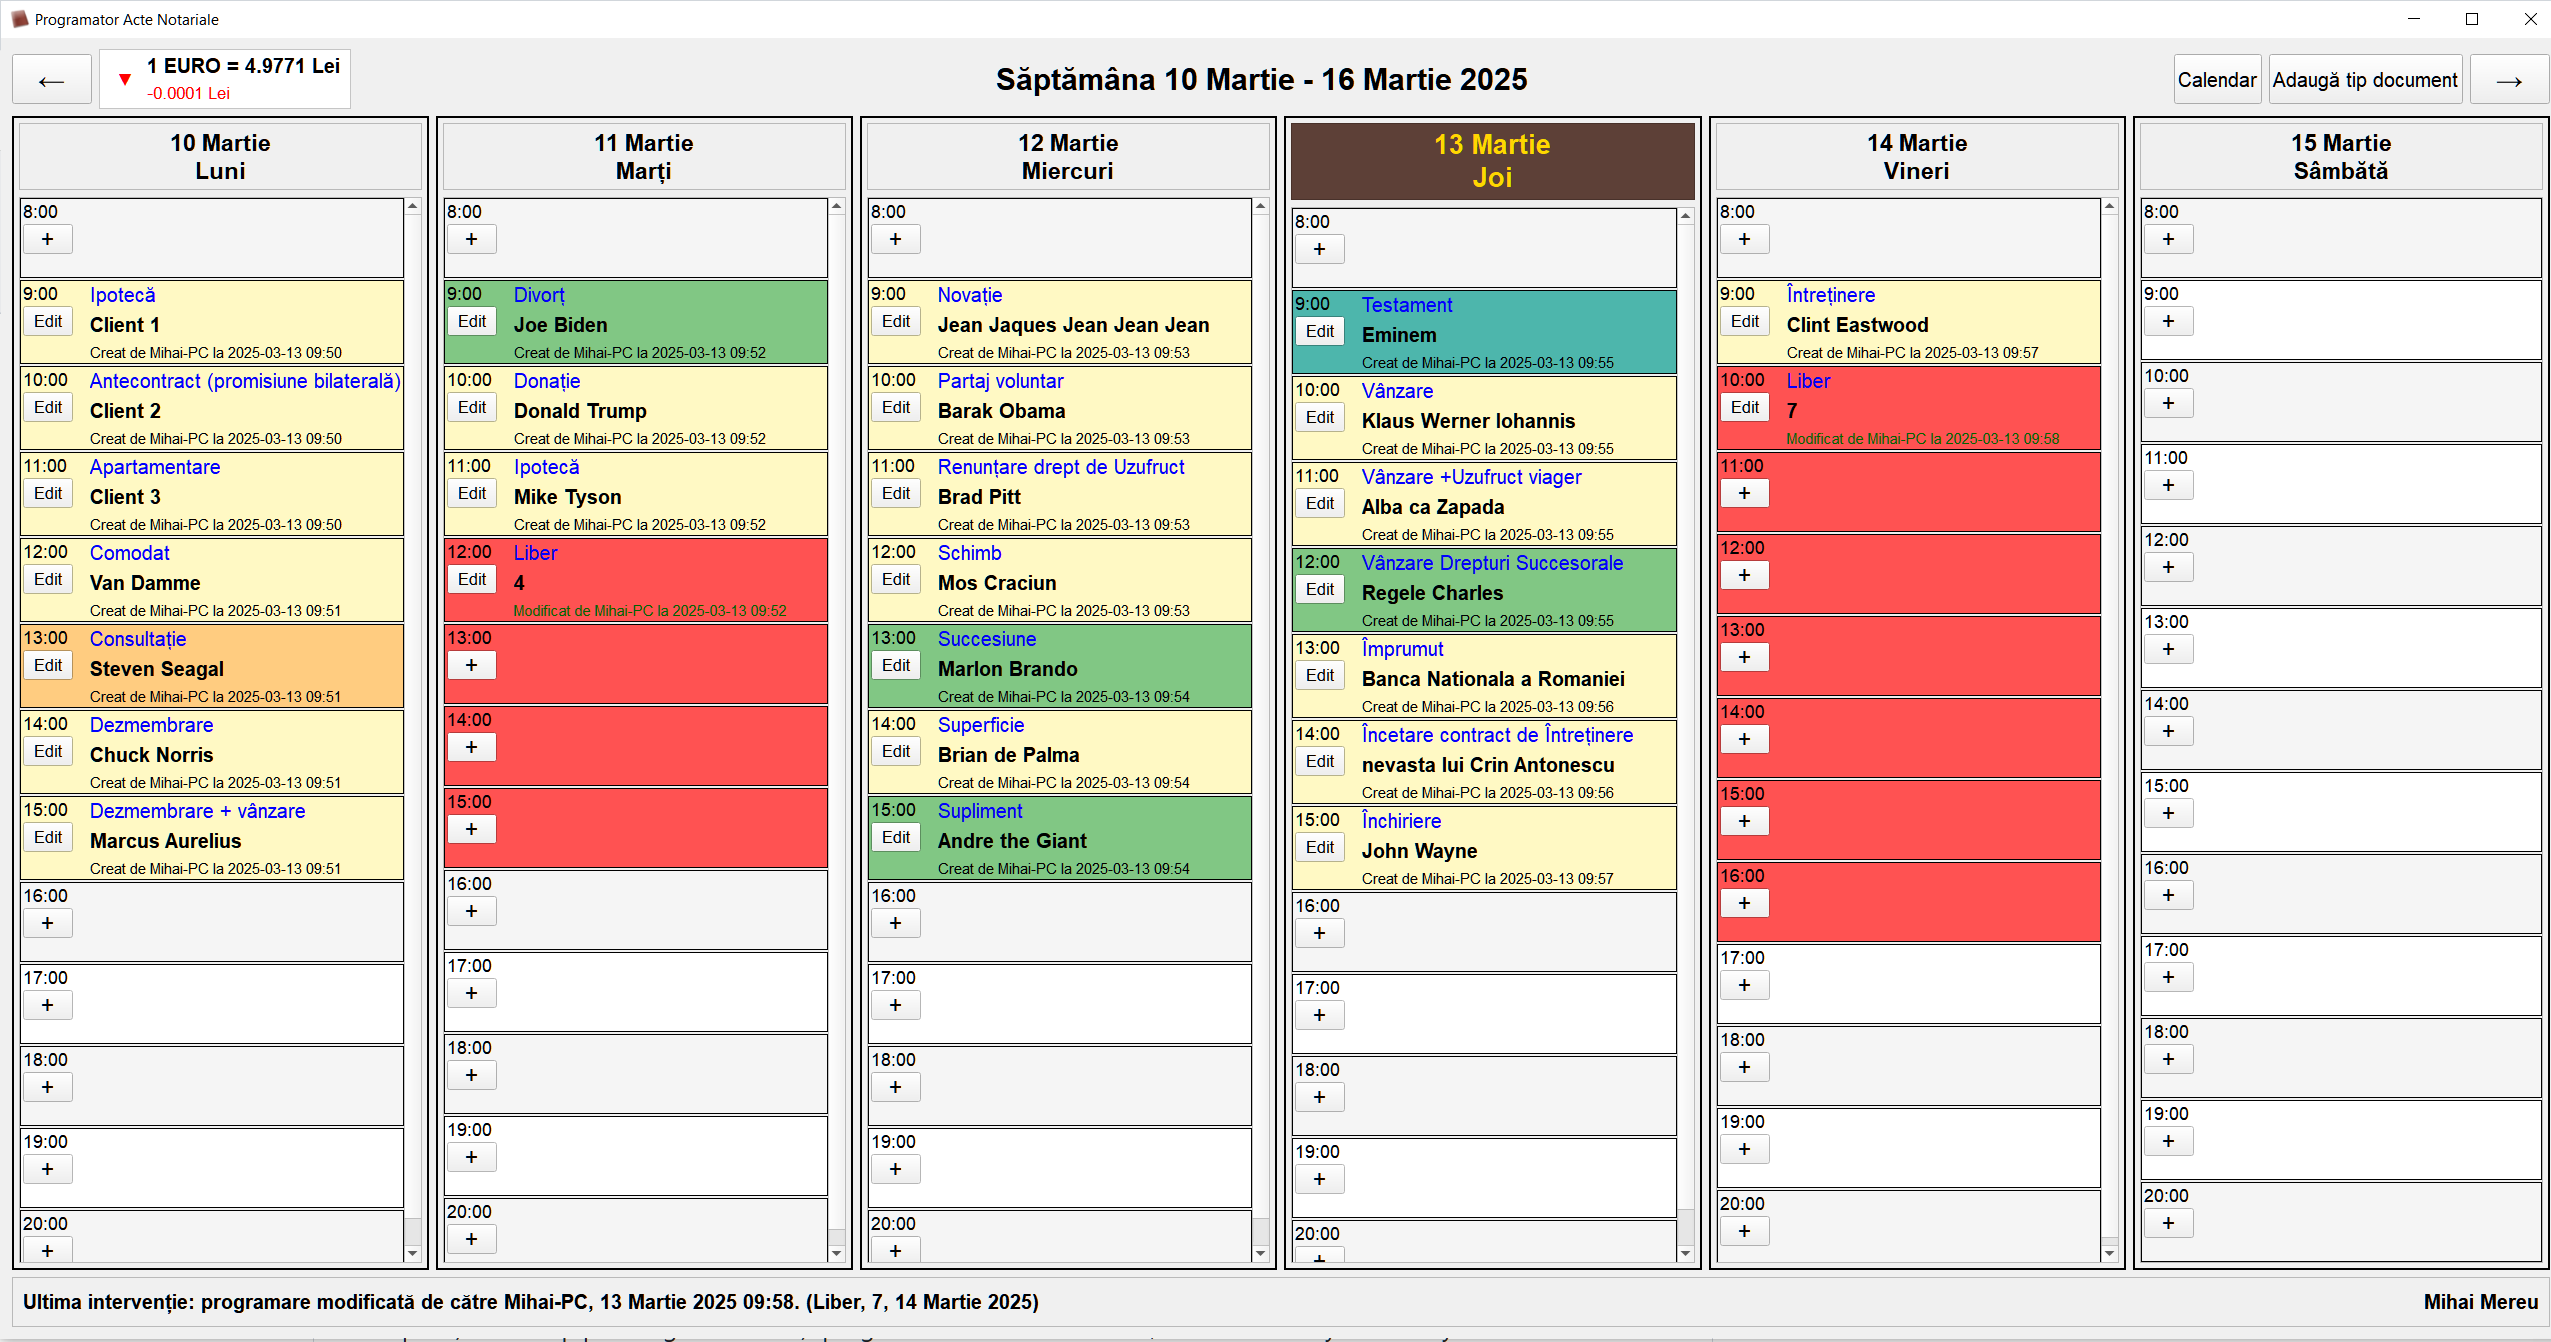 Programator Acte Notariale
←
▼ 1 EURO = 4.9771 Lei
-0.0001 Lei
Săptămâna 10 Martie - 16 Martie 2025
Calendar
Adaugă tip document
→
10 Martie
Luni
8:00
+
9:00 Ipotecă
Edit Client 1
Creat de Mihai-PC la 2025-03-13 09:50
10:00 Antecontract (promisiune bilaterală)
Edit Client 2
Creat de Mihai-PC la 2025-03-13 09:50
11:00 Apartamentare
Edit Client 3
Creat de Mihai-PC la 2025-03-13 09:50
12:00 Comodat
Edit Van Damme
Creat de Mihai-PC la 2025-03-13 09:51
13:00 Consultație
Edit Steven Seagal
Creat de Mihai-PC la 2025-03-13 09:51
14:00 Dezmembrare
Edit Chuck Norris
Creat de Mihai-PC la 2025-03-13 09:51
15:00 Dezmembrare + vânzare
Edit Marcus Aurelius
Creat de Mihai-PC la 2025-03-13 09:51
16:00
+
17:00
+
18:00
+
19:00
+
20:00
+
11 Martie
Marți
8:00
+
9:00 Divorț
Edit Joe Biden
Creat de Mihai-PC la 2025-03-13 09:52
10:00 Donație
Edit Donald Trump
Creat de Mihai-PC la 2025-03-13 09:52
11:00 Ipotecă
Edit Mike Tyson
Creat de Mihai-PC la 2025-03-13 09:52
12:00 Liber
Edit 4
Modificat de Mihai-PC la 2025-03-13 09:52
13:00
+
14:00
+
15:00
+
16:00
+
17:00
+
18:00
+
19:00
+
20:00
+
12 Martie
Miercuri
8:00
+
9:00 Novație
Edit Jean Jaques Jean Jean Jean
Creat de Mihai-PC la 2025-03-13 09:53
10:00 Partaj voluntar
Edit Barak Obama
Creat de Mihai-PC la 2025-03-13 09:53
11:00 Renunțare drept de Uzufruct
Edit Brad Pitt
Creat de Mihai-PC la 2025-03-13 09:53
12:00 Schimb
Edit Mos Craciun
Creat de Mihai-PC la 2025-03-13 09:53
13:00 Succesiune
Edit Marlon Brando
Creat de Mihai-PC la 2025-03-13 09:54
14:00 Superficie
Edit Brian de Palma
Creat de Mihai-PC la 2025-03-13 09:54
15:00 Supliment
Edit Andre the Giant
Creat de Mihai-PC la 2025-03-13 09:54
16:00
+
17:00
+
18:00
+
19:00
+
20:00
+
13 Martie
Joi
8:00
+
9:00 Testament
Edit Eminem
Creat de Mihai-PC la 2025-03-13 09:55
10:00 Vânzare
Edit Klaus Werner Iohannis
Creat de Mihai-PC la 2025-03-13 09:55
11:00 Vânzare +Uzufruct viager
Edit Alba ca Zapada
Creat de Mihai-PC la 2025-03-13 09:55
12:00 Vânzare Drepturi Succesorale
Edit Regele Charles
Creat de Mihai-PC la 2025-03-13 09:55
13:00 Împrumut
Edit Banca Nationala a Romaniei
Creat de Mihai-PC la 2025-03-13 09:56
14:00 Încetare contract de Întreținere
Edit nevasta lui Crin Antonescu
Creat de Mihai-PC la 2025-03-13 09:56
15:00 Închiriere
Edit John Wayne
Creat de Mihai-PC la 2025-03-13 09:57
16:00
+
17:00
+
18:00
+
19:00
+
20:00
+
14 Martie
Vineri
8:00
+
9:00 Întreținere
Edit Clint Eastwood
Creat de Mihai-PC la 2025-03-13 09:57
10:00 Liber
Edit 7
Modificat de Mihai-PC la 2025-03-13 09:58
11:00
+
12:00
+
13:00
+
14:00
+
15:00
+
16:00
+
17:00
+
18:00
+
19:00
+
20:00
+
15 Martie
Sâmbătă
8:00
+
9:00
+
10:00
+
11:00
+
12:00
+
13:00
+
14:00
+
15:00
+
16:00
+
17:00
+
18:00
+
19:00
+
20:00
+
Ultima intervenție: programare modificată de către Mihai-PC, 13 Martie 2025 09:58. (Liber, 7, 14 Martie 2025)
Mihai Mereu